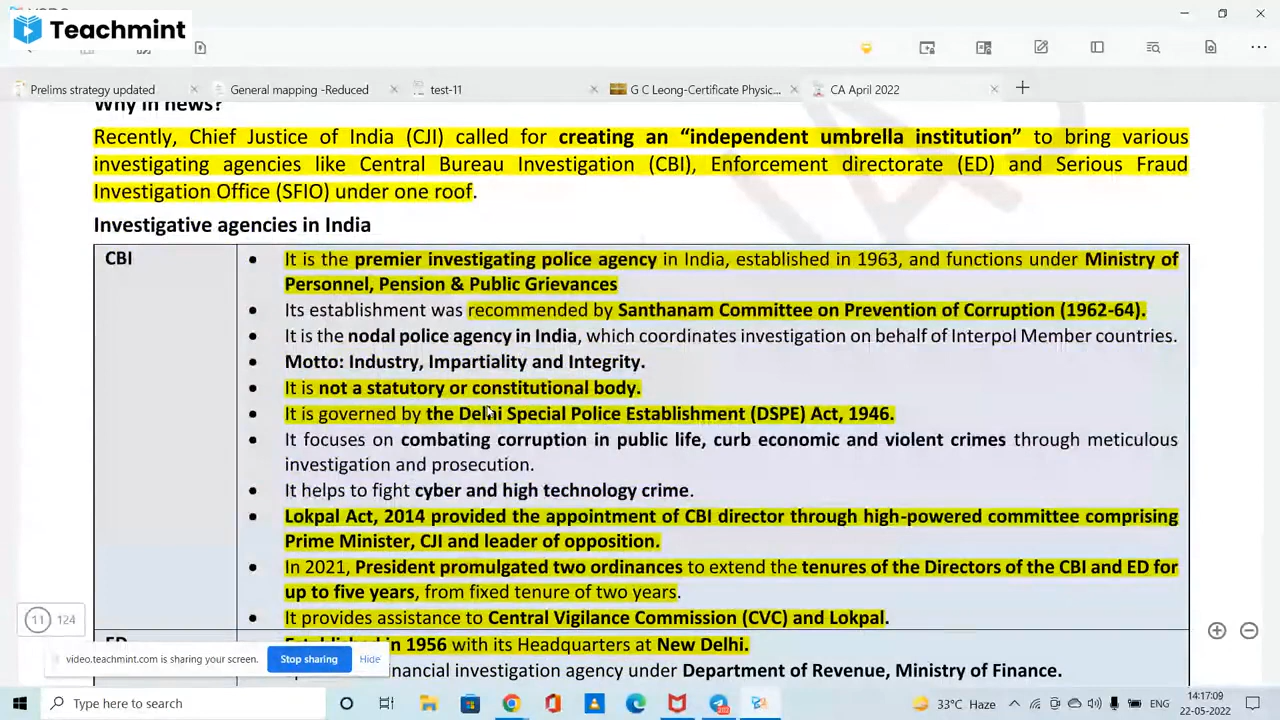 Teachmint
Prelims strategy updated
General mapping -Reduced
test-11
G C Leong-Certificate Physic...
CA April 2022
Why in news?
Recently, Chief Justice of India (CJI) called for creating an “independent umbrella institution” to bring various
investigating agencies like Central Bureau Investigation (CBI), Enforcement directorate (ED) and Serious Fraud
Investigation Office (SFIO) under one roof.
Investigative agencies in India
CBI
• It is the premier investigating police agency in India, established in 1963, and functions under Ministry of
Personnel, Pension & Public Grievances
• Its establishment was recommended by Santhanam Committee on Prevention of Corruption (1962-64).
• It is the nodal police agency in India, which coordinates investigation on behalf of Interpol Member countries.
• Motto: Industry, Impartiality and Integrity.
• It is not a statutory or constitutional body.
• It is governed by the Delhi Special Police Establishment (DSPE) Act, 1946.
• It focuses on combating corruption in public life, curb economic and violent crimes through meticulous
investigation and prosecution.
• It helps to fight cyber and high technology crime.
• Lokpal Act, 2014 provided the appointment of CBI director through high-powered committee comprising
Prime Minister, CJI and leader of opposition.
• In 2021, President promulgated two ordinances to extend the tenures of the Directors of the CBI and ED for
up to five years, from fixed tenure of two years.
• It provides assistance to Central Vigilance Commission (CVC) and Lokpal.
11 124
ED
Established in 1956 with its Headquarters at New Delhi.
video.teachmint.com is sharing your screen.
Stop sharing
Hide
financial investigation agency under Department of Revenue, Ministry of Finance.
Type here to search
202
33°C Haze
ENG
14:17:09
22-05-2022